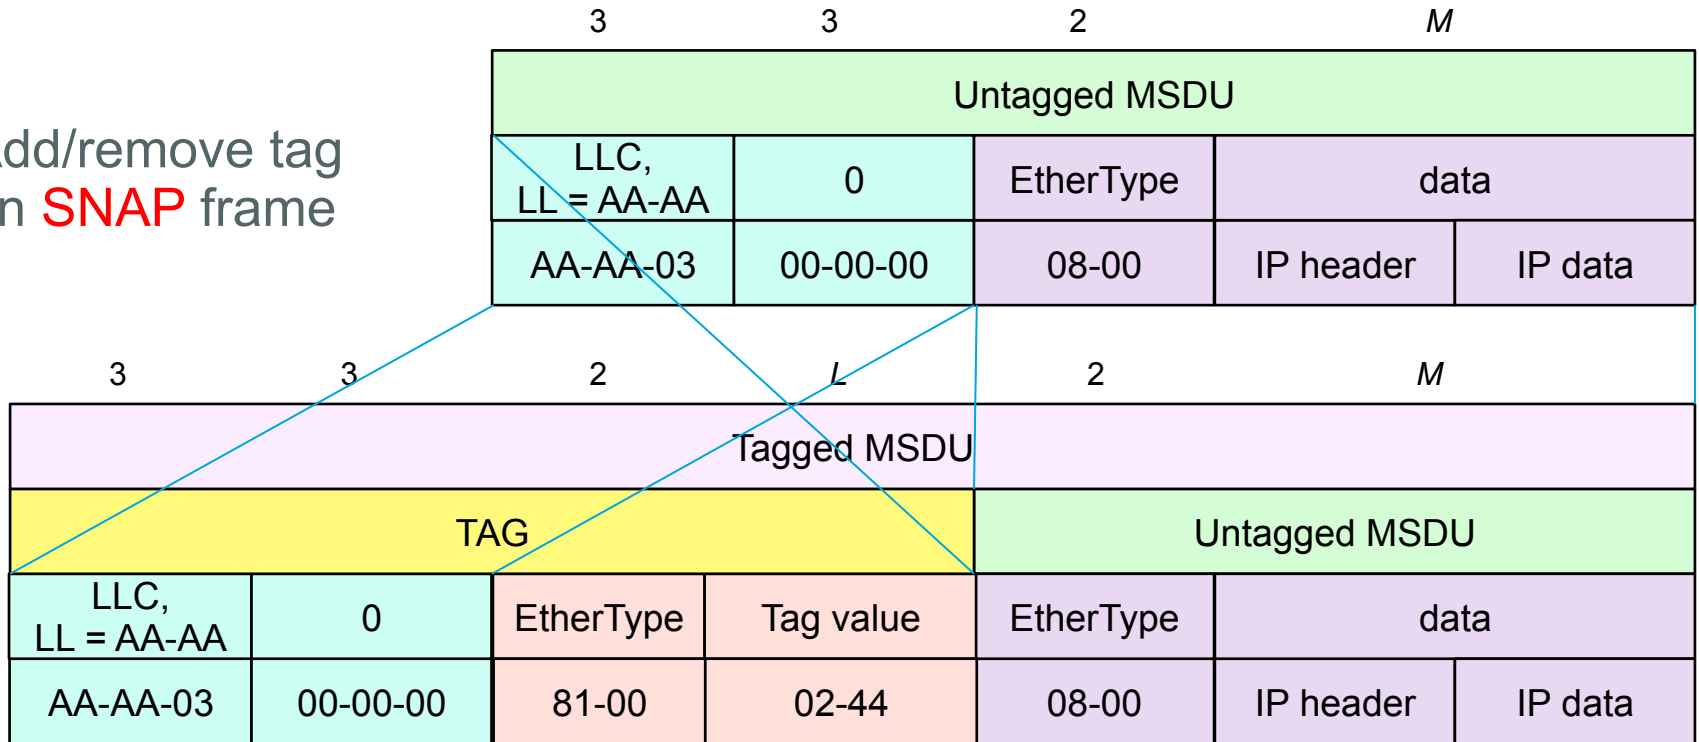 3 3 2 M
Untagged MSDU
dd/remove tag
n SNAP frame
LLC,
LL = AA-AA
0
EtherType
data
AA-AA-03
00-00-00
08-00
IP header
IP data
3 3 2 L 2 M
Tagged MSDU
TAG
Untagged MSDU
LLC,
LL = AA-AA
0
EtherType
Tag value
EtherType
data
AA-AA-03
00-00-00
81-00
02-44
08-00
IP header
IP data